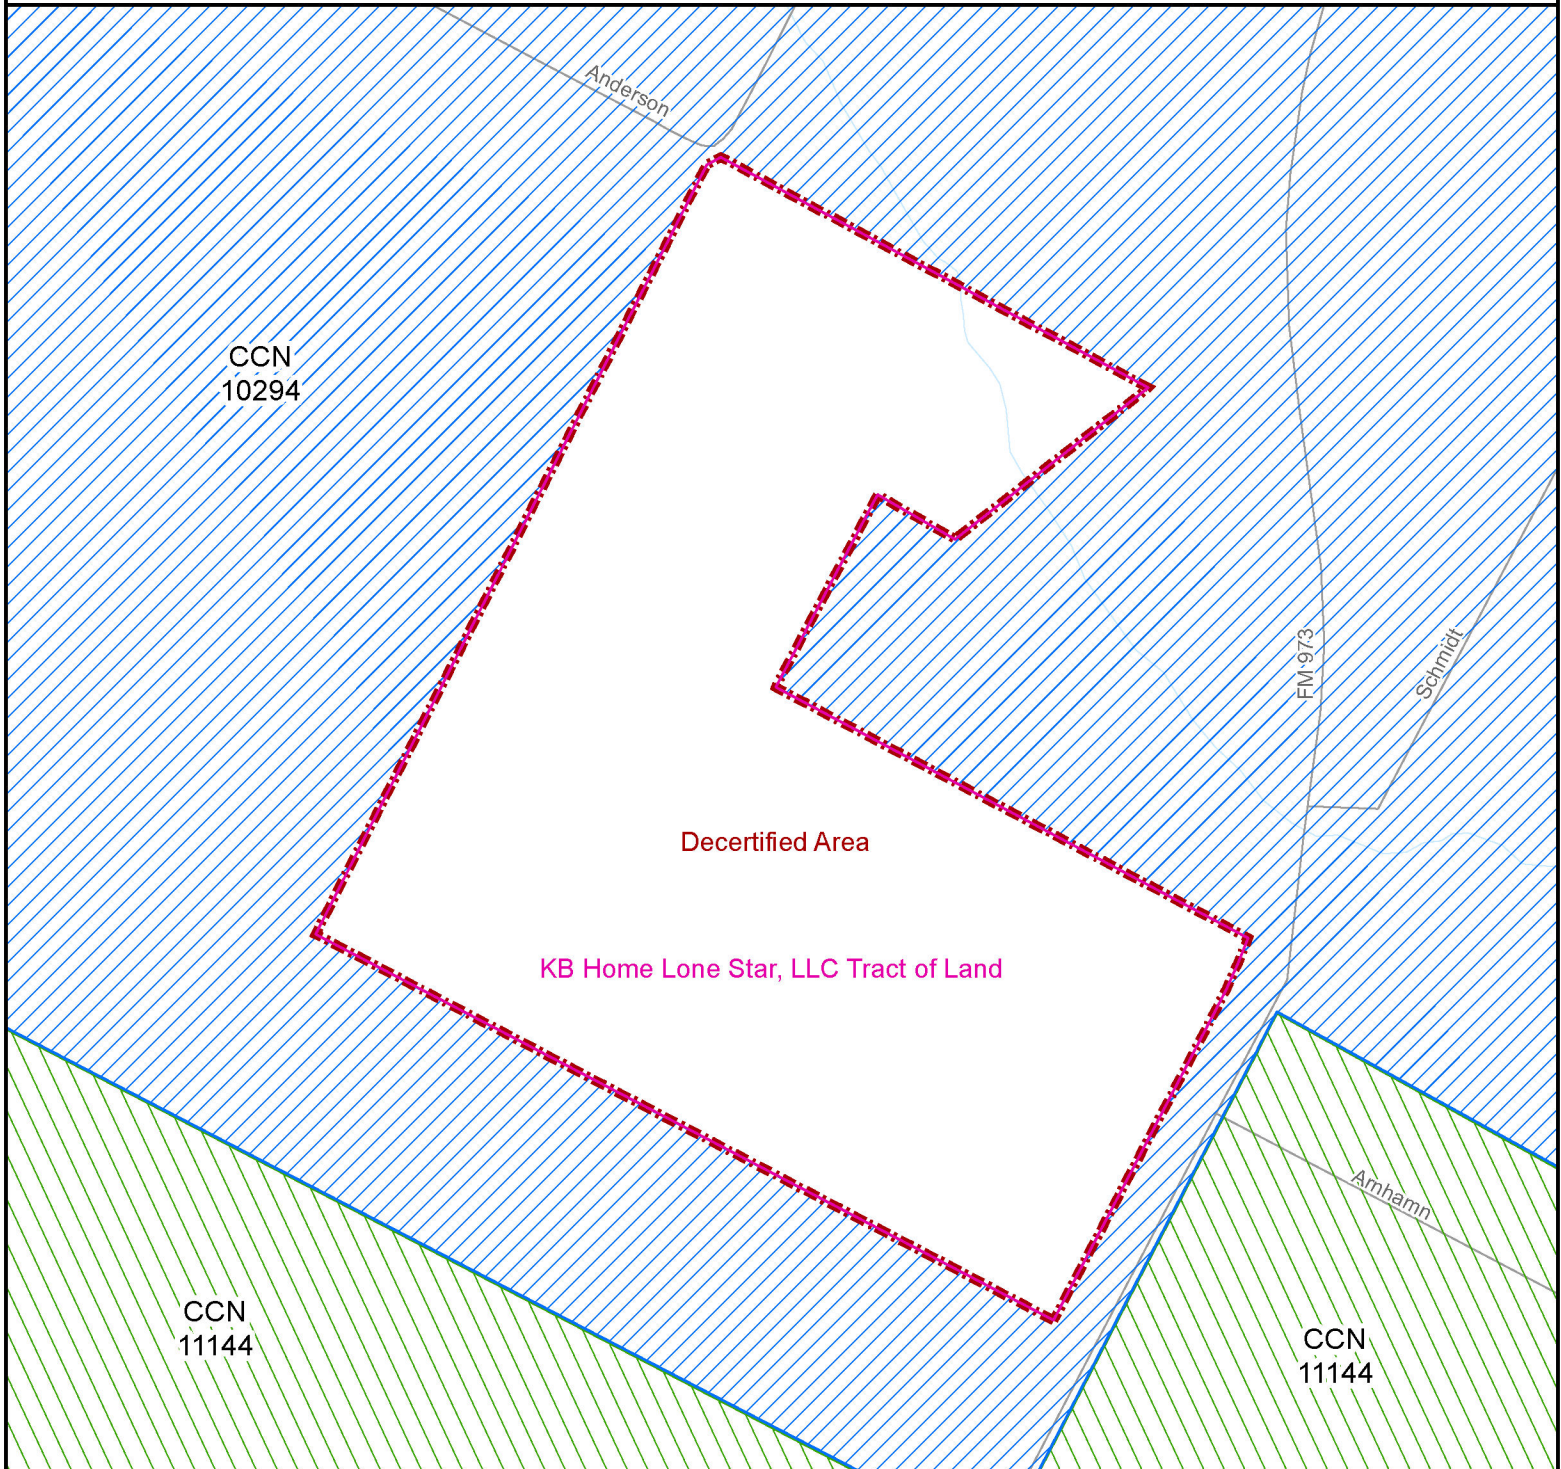 Anderson
CCN
10294
FM 973
Schmidt
Decertified Area
KB Home Lone Star, LLC Tract of Land
Arnhamn
CCN
11144
CCN
11144